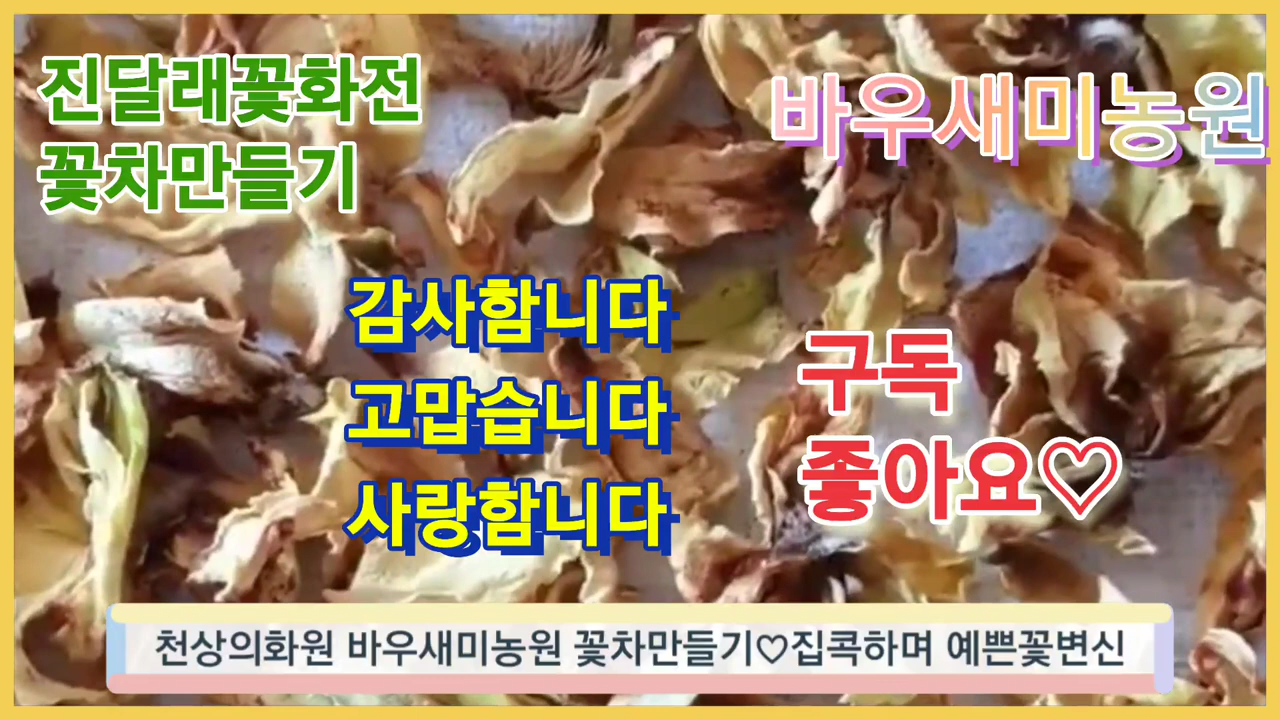 진달래꽃화전
꽃차만들기
바우새미농원
감사함니다
고맙습니다
사랑함니다
구독
좋아요♡
천상의화원 바우새미농원 꽃차만들기♡집콕하며 예쁜꽃변신